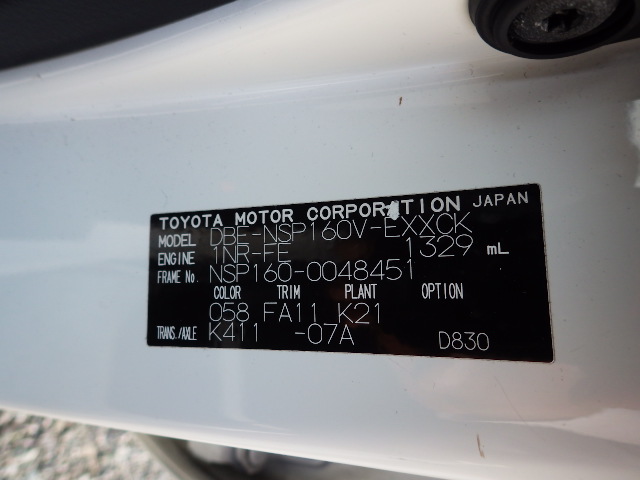 TOYOTA MOTOR CORPORATION JAPAN
MODEL DBE-NSP160V-EXXCK
ENGINE 1NR-FE 1329 mL
FRAME No. NSP160-0048451
COLOR TRIM PLANT OPTION
058 FA11 K21
TRANS./AXLE K411 -07A D830